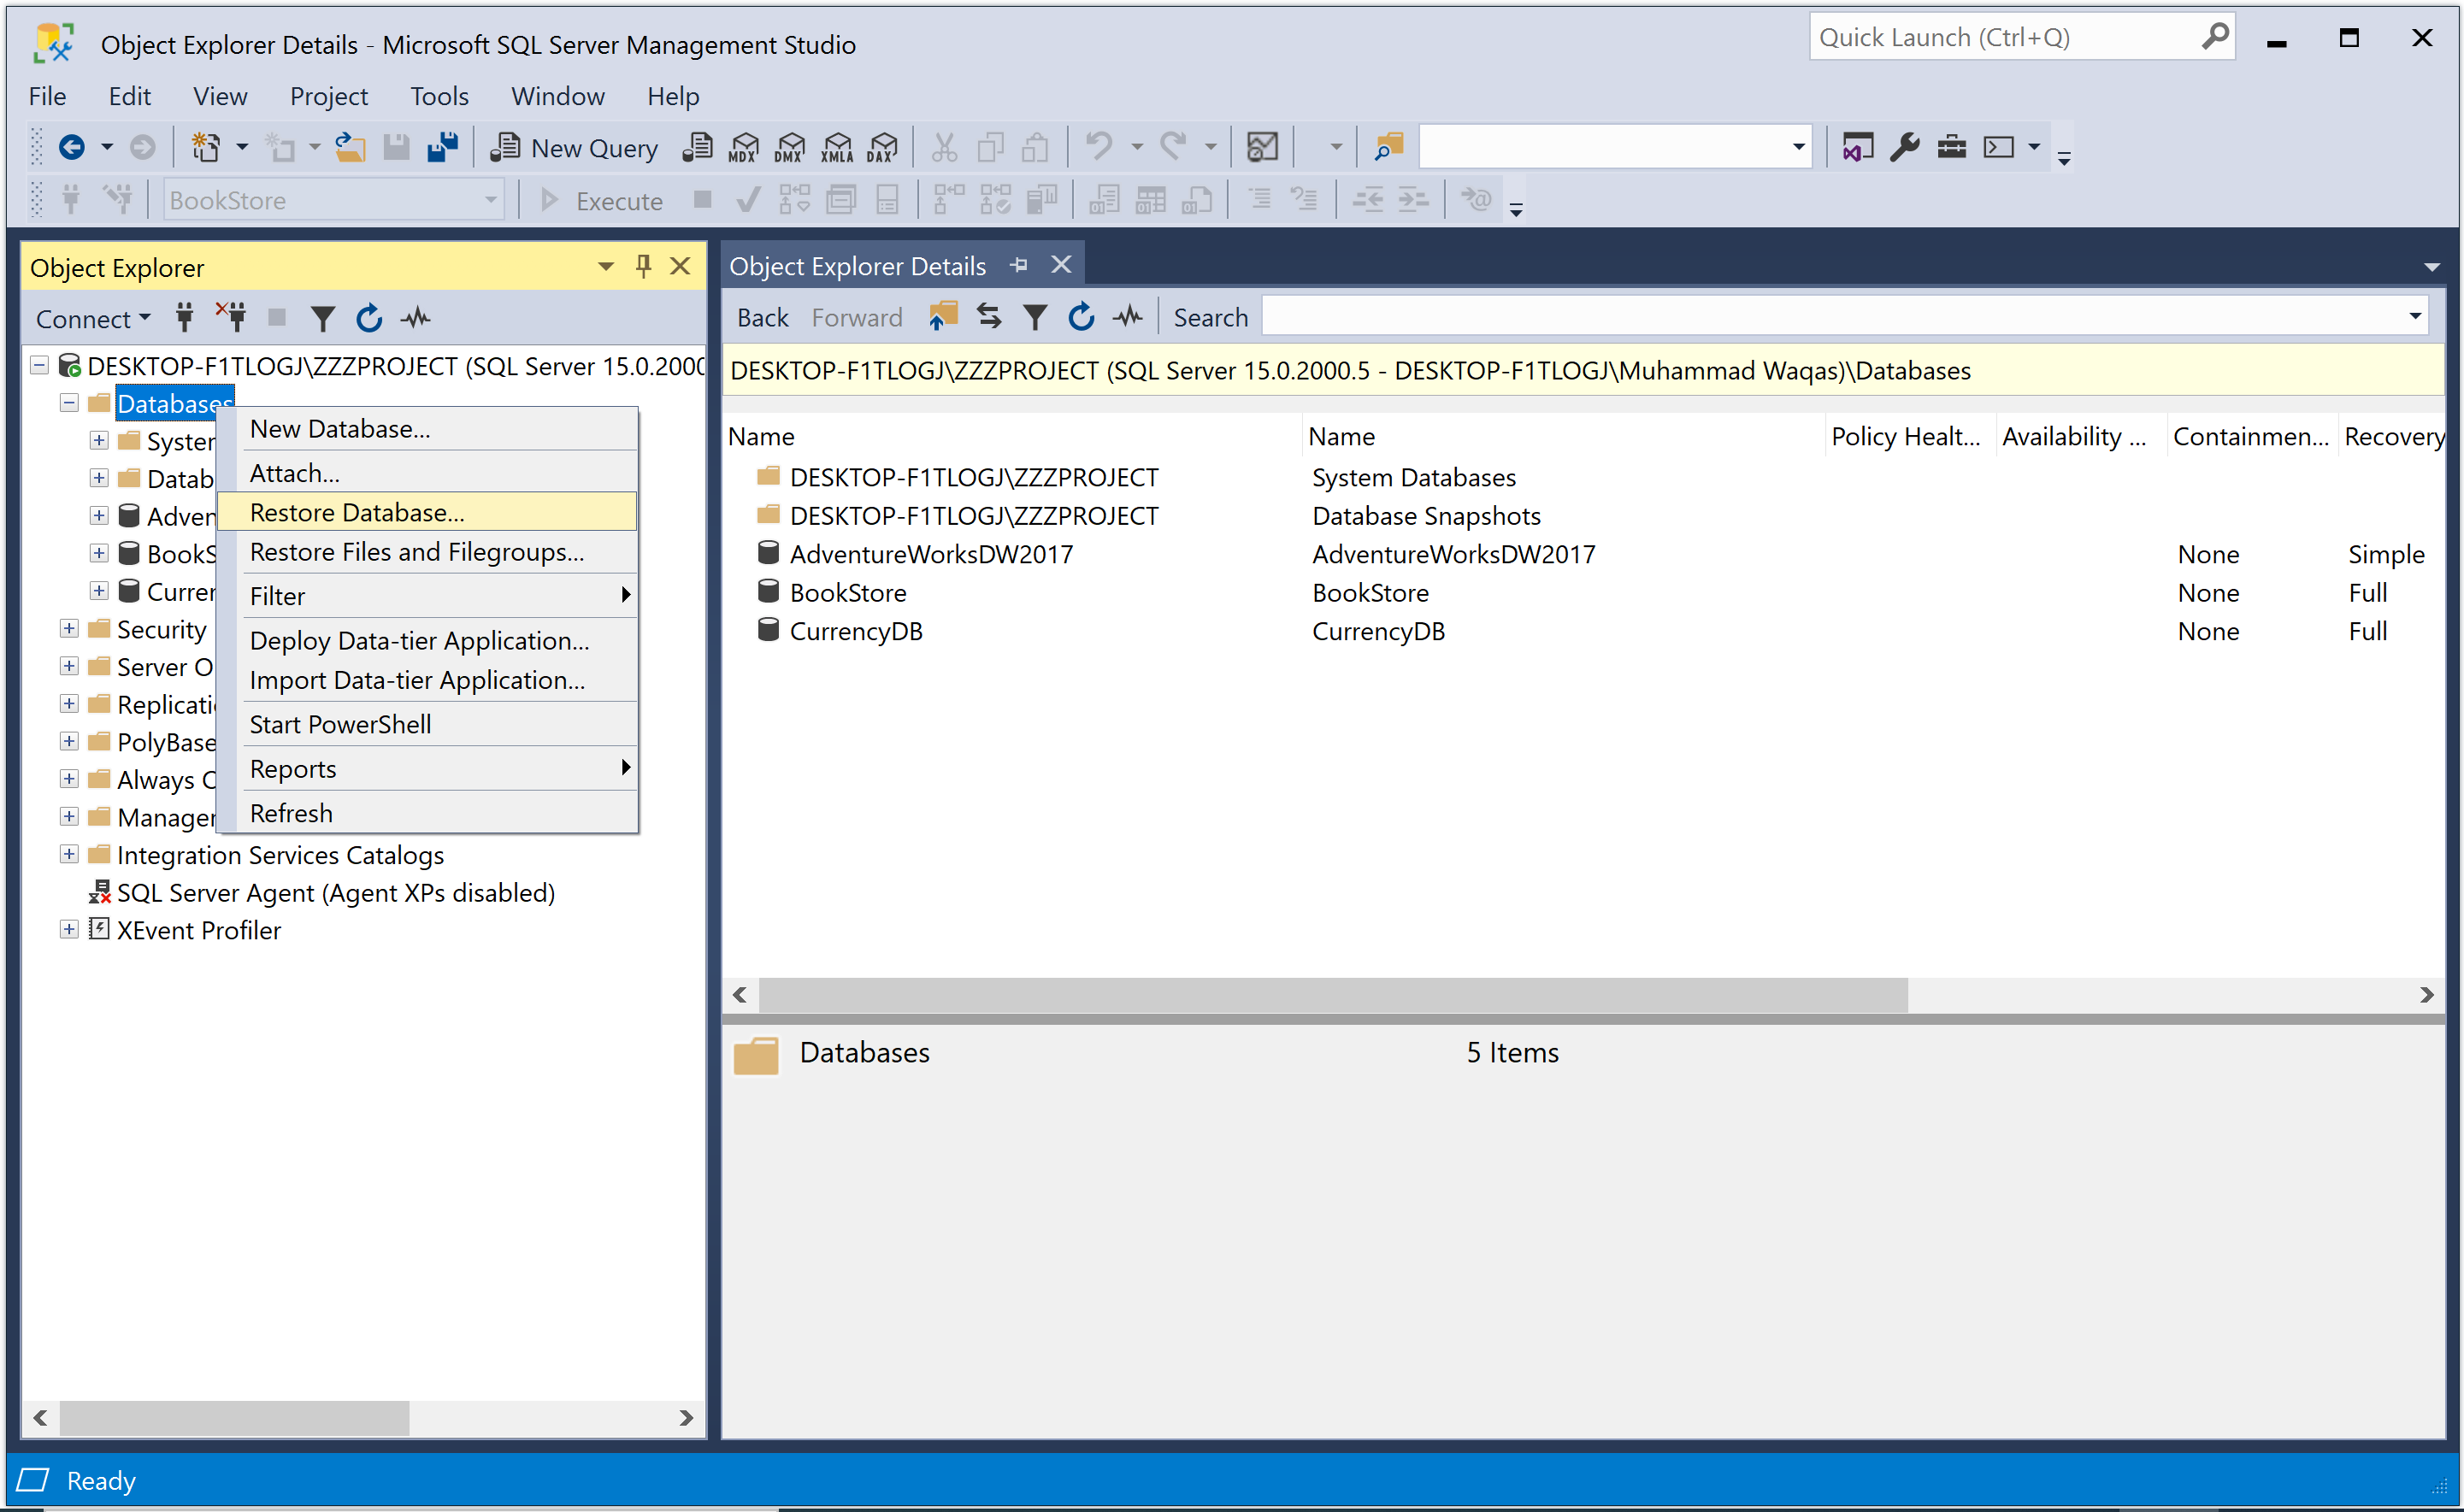 Object Explorer Details - Microsoft SQL Server Management Studio
Quick Launch (Ctrl+Q)
File Edit View Project Tools Window Help
New Query MDX DMX XMLA DAX
BookStore Execute
Object Explorer
Connect
DESKTOP-F1TLOGJ\ZZZPROJECT (SQL Server 15.0.2000
Databases
System
Datab
Adven
BookS
Curren
Security
Server O
Replicati
PolyBase
Always O
Manager
Integration Services Catalogs
SQL Server Agent (Agent XPs disabled)
XEvent Profiler
New Database...
Attach...
Restore Database...
Restore Files and Filegroups...
Filter
Deploy Data-tier Application...
Import Data-tier Application...
Start PowerShell
Reports
Refresh
Object Explorer Details
Back Forward Search
DESKTOP-F1TLOGJ\ZZZPROJECT (SQL Server 15.0.2000.5 - DESKTOP-F1TLOGJ\Muhammad Waqas)\Databases
Name Name Policy Healt... Availability ... Containmen... Recovery
DESKTOP-F1TLOGJ\ZZZPROJECT System Databases
DESKTOP-F1TLOGJ\ZZZPROJECT Database Snapshots
AdventureWorksDW2017 AdventureWorksDW2017 None Simple
BookStore BookStore None Full
CurrencyDB CurrencyDB None Full
Databases 5 Items
Ready